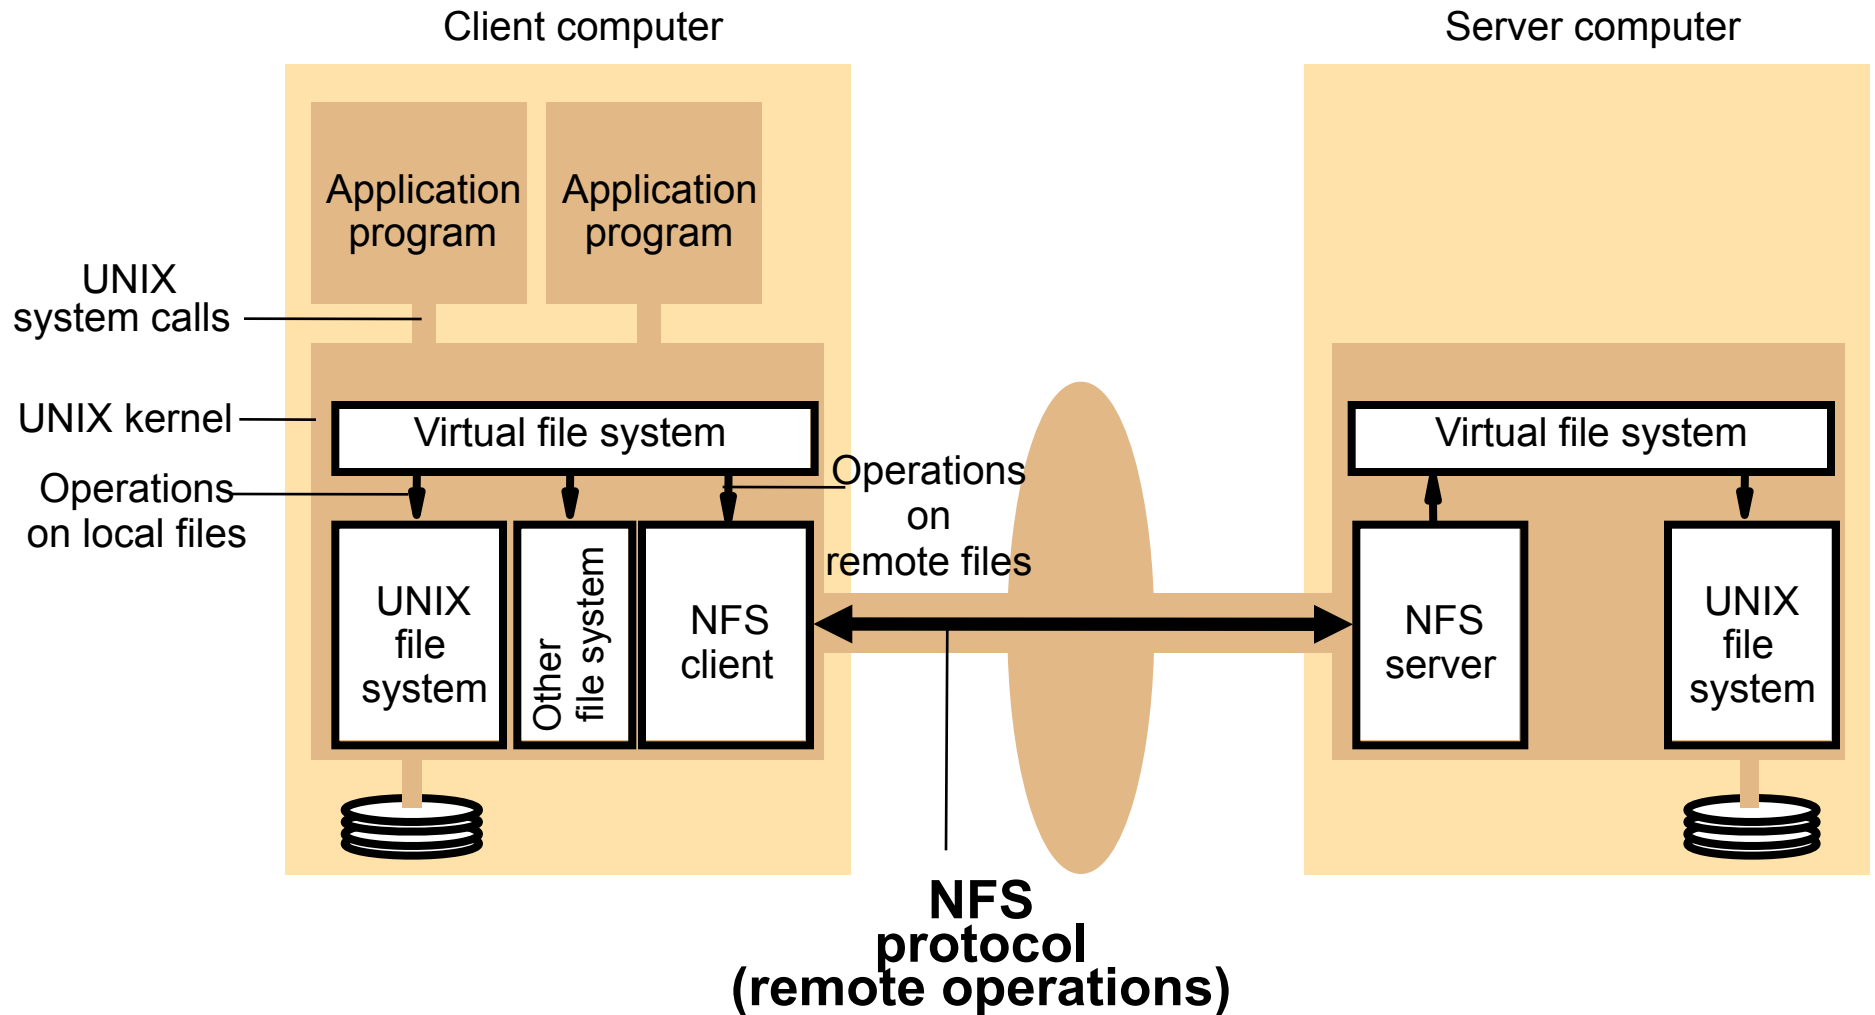 Client computer
Server computer
Application
program
Application
program
UNIX
system calls
UNIX kernel
Virtual file system
Virtual file system
Operations
on local files
Operations
on
remote files
UNIX
file
system
Other
file system
NFS
client
NFS
server
UNIX
file
system
NFS
protocol
(remote operations)